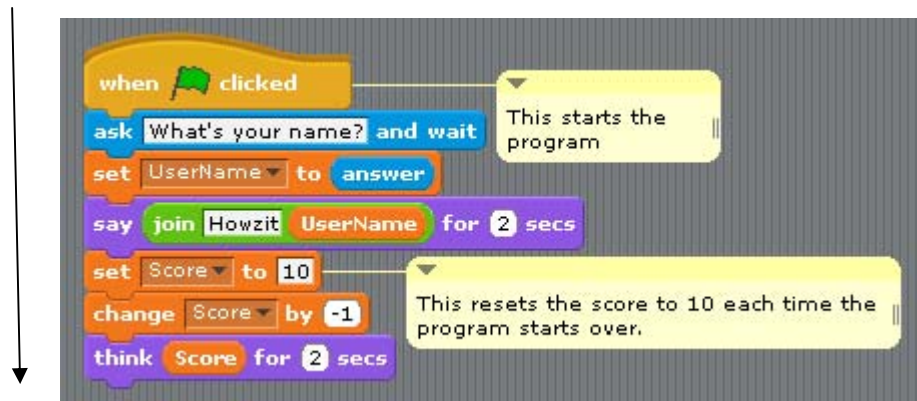 when clicked
This starts the
program
ask What's your name? and wait
set UserName to answer
say join Howzit UserName for 2 secs
set Score to 10
This resets the score to 10 each time the
program starts over.
change Score by -1
think Score for 2 secs